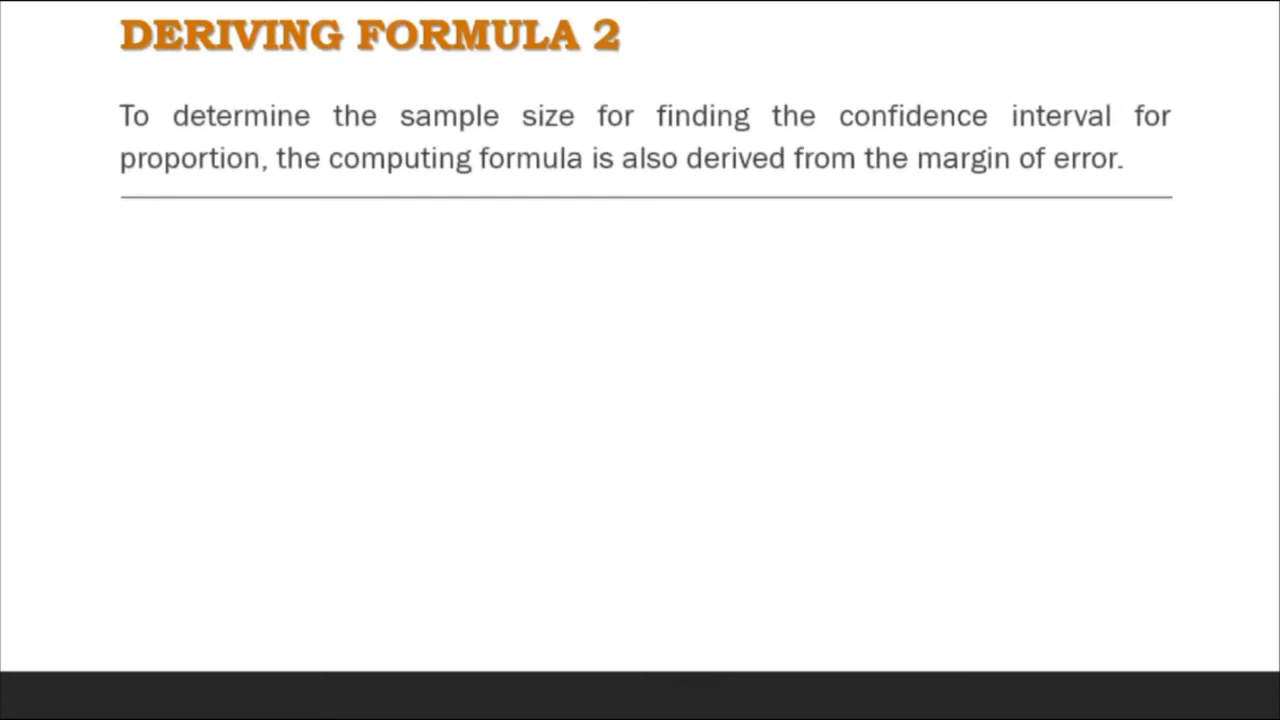 DERIVING FORMULA 2
To determine the sample size for finding the confidence interval for
proportion, the computing formula is also derived from the margin of error.